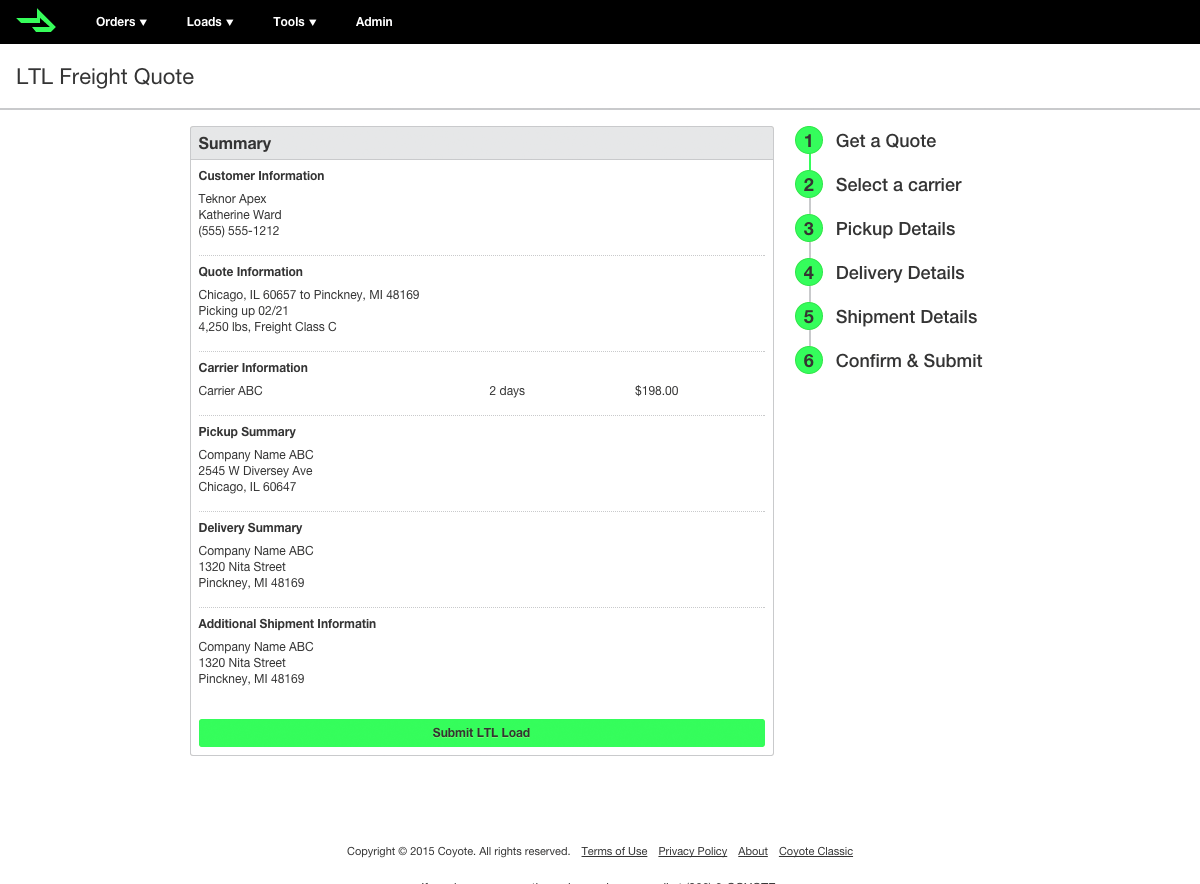 Orders ▼ Loads ▼ Tools ▼ Admin
LTL Freight Quote
Summary
Customer Information
Teknor Apex
Katherine Ward
(555) 555-1212
Quote Information
Chicago, IL 60657 to Pinckney, MI 48169
Picking up 02/21
4,250 lbs, Freight Class C
Carrier Information
Carrier ABC 2 days $198.00
Pickup Summary
Company Name ABC
2545 W Diversey Ave
Chicago, IL 60647
Delivery Summary
Company Name ABC
1320 Nita Street
Pinckney, MI 48169
Additional Shipment Informatin
Company Name ABC
1320 Nita Street
Pinckney, MI 48169
Submit LTL Load
1 Get a Quote
2 Select a carrier
3 Pickup Details
4 Delivery Details
5 Shipment Details
6 Confirm & Submit
Copyright © 2015 Coyote. All rights reserved. Terms of Use Privacy Policy About Coyote Classic